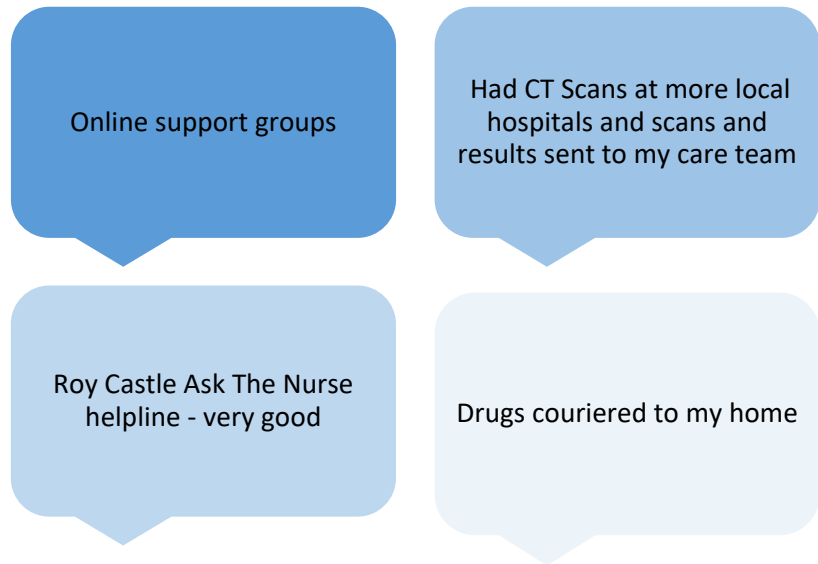 Online support groups
Had CT Scans at more local
hospitals and scans and
results sent to my care team
Roy Castle Ask The Nurse
helpline - very good
Drugs couriered to my home